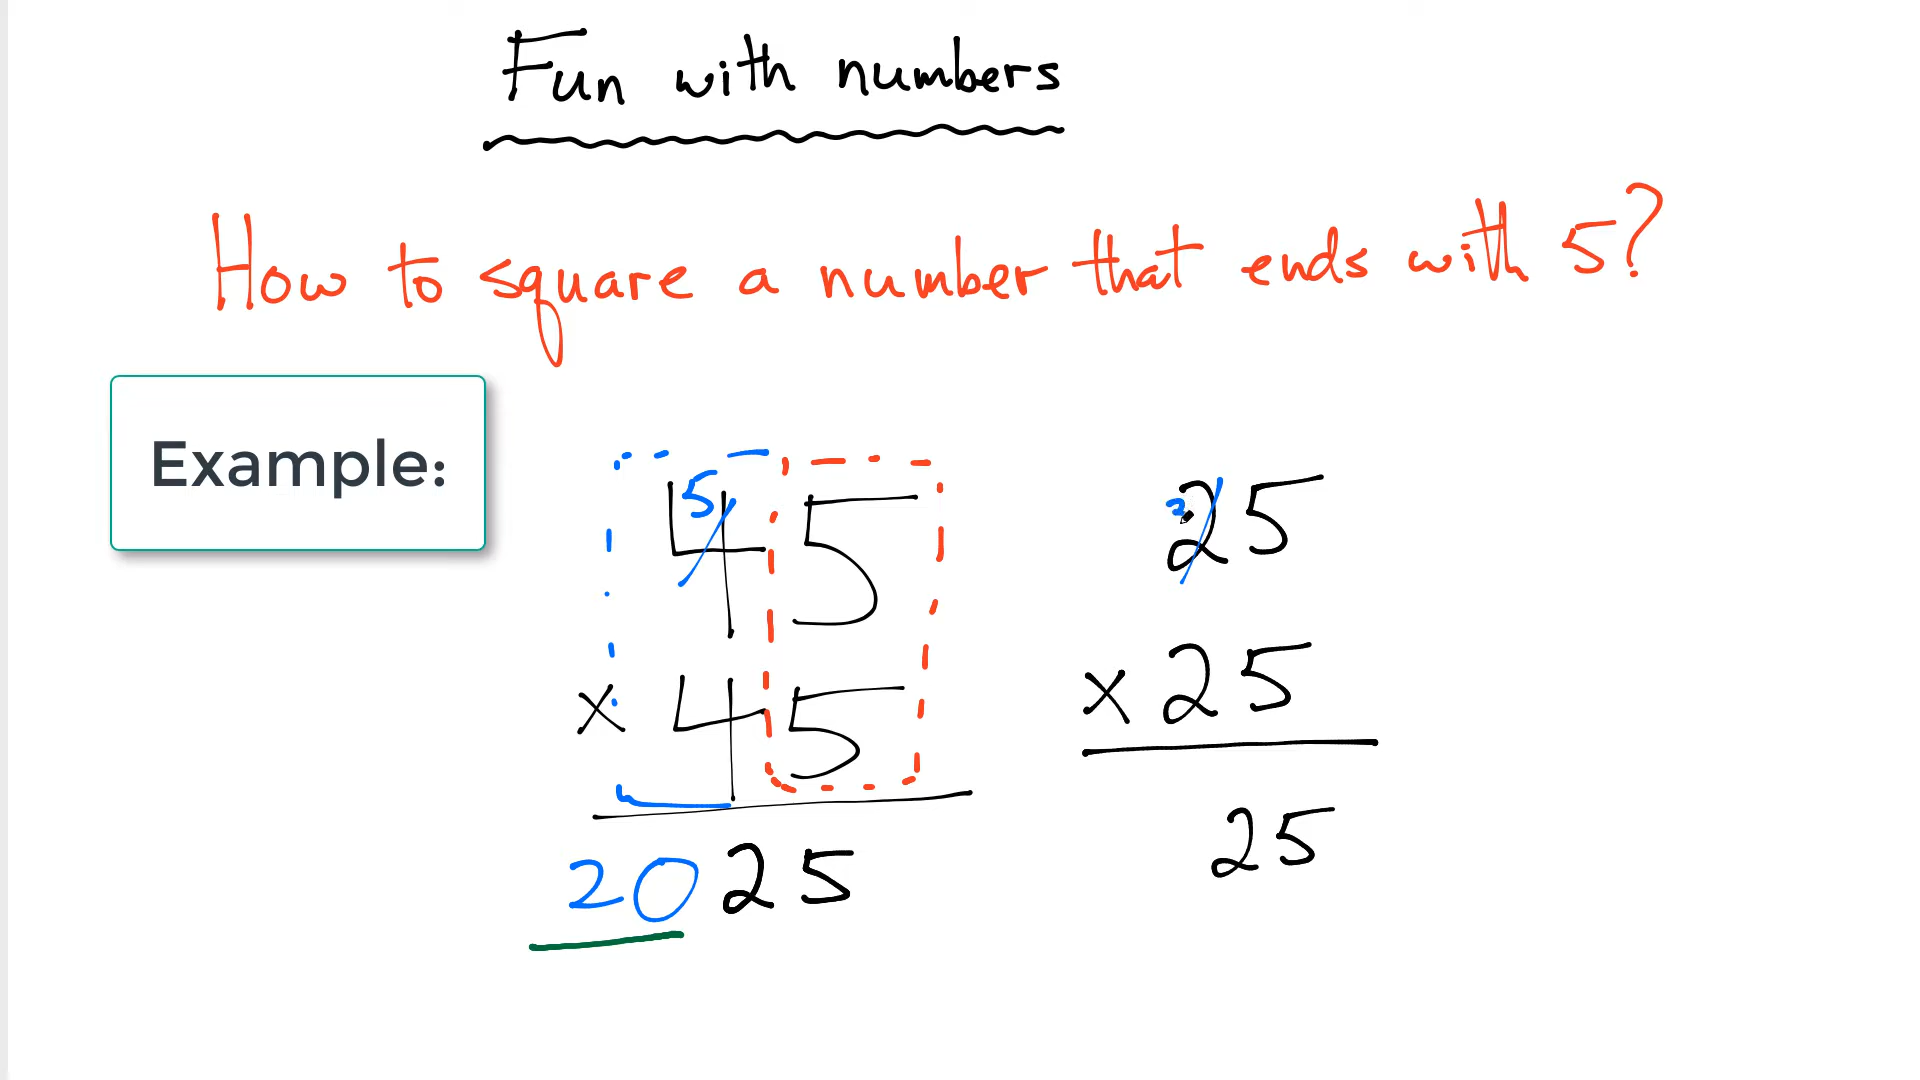 Fun with numbers
How to square a number that ends with 5?
Example:
5
45
x 45
2025
25
x 25
25